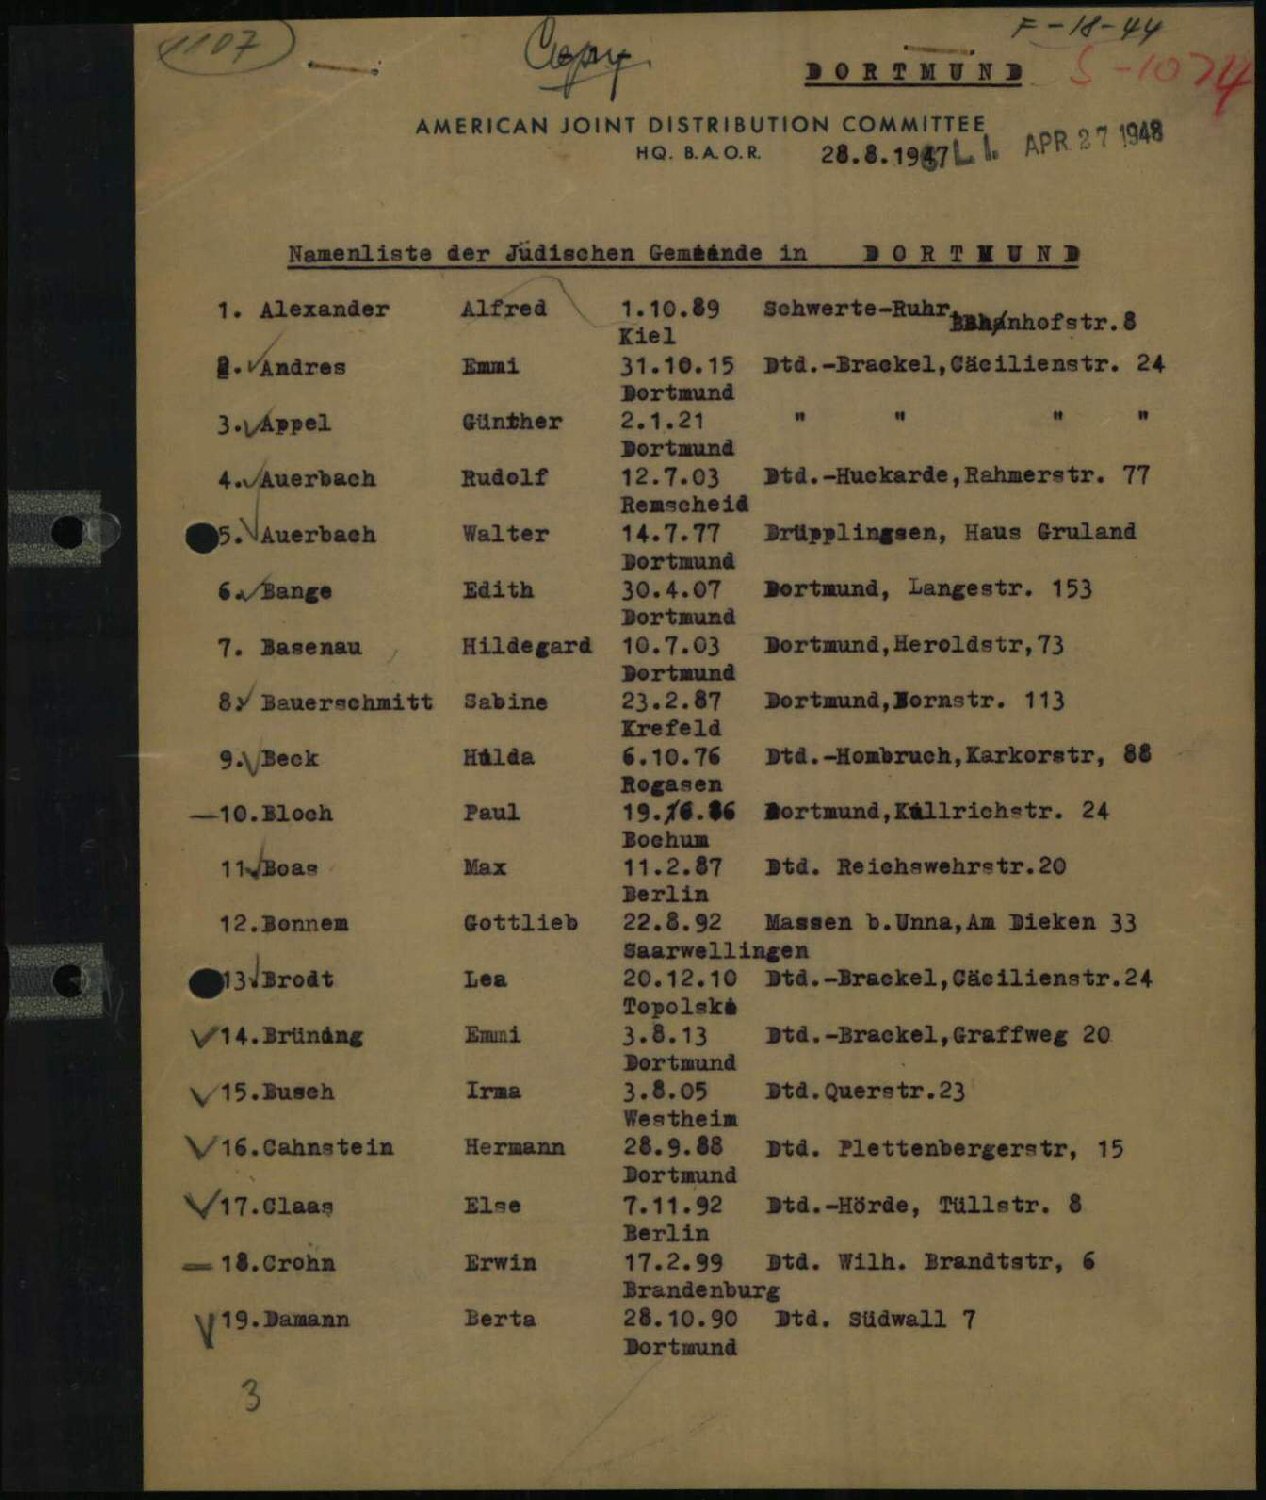 1107 Copy F-18-44
DORTMUND S-1074
AMERICAN JOINT DISTRIBUTION COMMITTEE
HQ. B.A.O.R. 28.8.1947 L.I. APR 27 1948
Namenliste der Jüdischen Gemeinde in DORTMUND
1. Alexander Alfred 1.10.89 Schwerte-Ruhr, Bahnhofstr.8
Kiel
2. Andres Emmi 31.10.15 Dtd.-Brackel,Cäcilienstr. 24
Dortmund
3. Appel Günther 2.1.21 " " " "
Dortmund
4. Auerbach Rudolf 12.7.03 Dtd.-Huckarde,Rahmerstr. 77
Remscheid
5. Auerbach Walter 14.7.77 Drüpplingsen, Haus Gruland
Dortmund
6. Bange Edith 30.4.07 Dortmund, Langestr. 153
Dortmund
7. Basenau Hildegard 10.7.03 Dortmund,Heroldstr,73
Dortmund
8. Bauerschmitt Sabine 23.2.87 Dortmund,Bornstr. 113
Krefeld
9. Beck Hilda 6.10.76 Dtd.-Hombruch,Karkorstr, 88
Rogasen
10.Bloch Paul Dortmund,Källrichstr. 24
Bochum
11.Boas Max 11.2.87 Dtd. Reichswehrstr.20
Berlin
12.Bonnem Gottlieb 22.8.92 Massen b.Unna,Am Dieken 33
Saarwellingen
13.Brodt Lea 20.12.10 Dtd.-Brackel,Cäcilienstr.24
Topolski
14.Brüning Emmi 3.8.13 Dtd.-Brackel,Graffweg 20
Dortmund
15.Busch Irma 3.8.05 Dtd.Querstr.23
Westheim
16.Cahnstein Hermann 28.9.88 Dtd. Plettenbergerstr, 15
Dortmund
17.Claas Else 7.11.92 Dtd.-Hörde, Tüllstr. 8
Berlin
18.Crohn Erwin 17.2.99 Dtd. Wilh. Brandtstr, 6
Brandenburg
19.Damann Berta 28.10.90 Dtd. Südwall 7
Dortmund
3